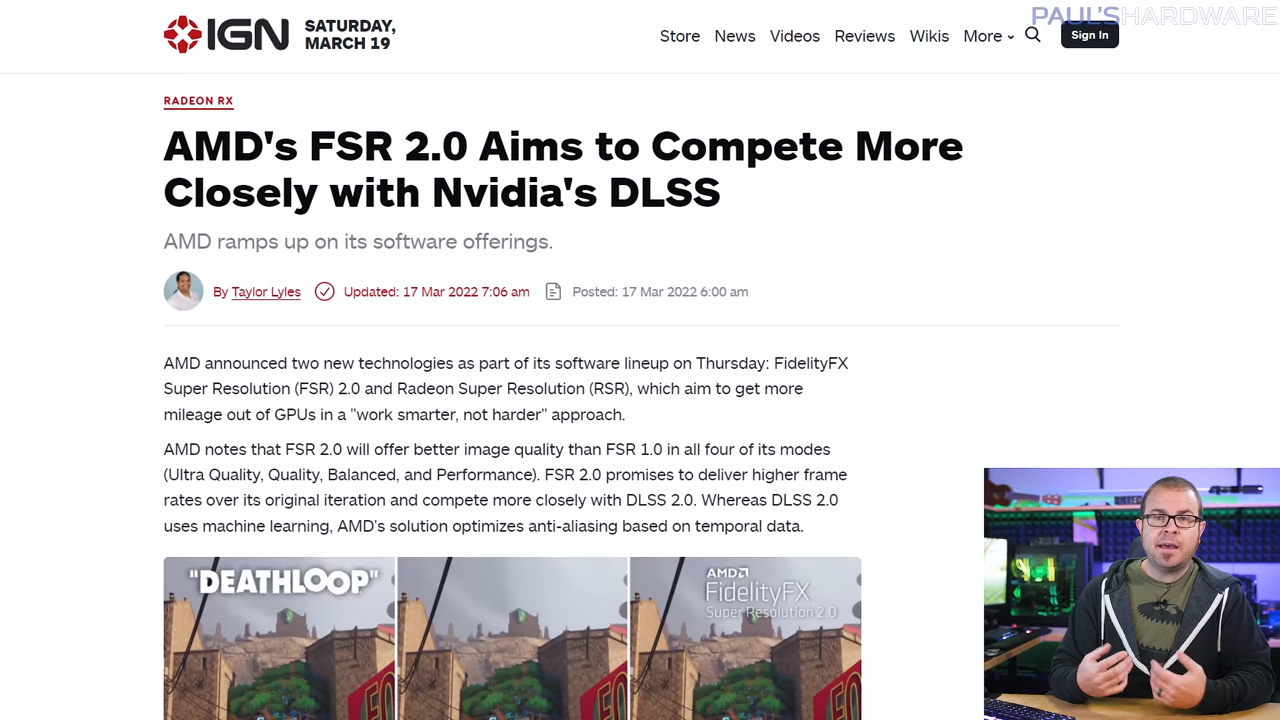 PAUL'SHARDWARE
IGN
SATURDAY,
MARCH 19
Store News Videos Reviews Wikis More
Sign In
RADEON RX
AMD's FSR 2.0 Aims to Compete More
Closely with Nvidia's DLSS
AMD ramps up on its software offerings.
By Taylor Lyles Updated: 17 Mar 2022 7:06 am Posted: 17 Mar 2022 6:00 am
AMD announced two new technologies as part of its software lineup on Thursday: FidelityFX
Super Resolution (FSR) 2.0 and Radeon Super Resolution (RSR), which aim to get more
mileage out of GPUs in a "work smarter, not harder" approach.
AMD notes that FSR 2.0 will offer better image quality than FSR 1.0 in all four of its modes
(Ultra Quality, Quality, Balanced, and Performance). FSR 2.0 promises to deliver higher frame
rates over its original iteration and compete more closely with DLSS 2.0. Whereas DLSS 2.0
uses machine learning, AMD's solution optimizes anti-aliasing based on temporal data.
"DEATHLOOP"
AMD
FidelityFX
Super Resolution 2.0